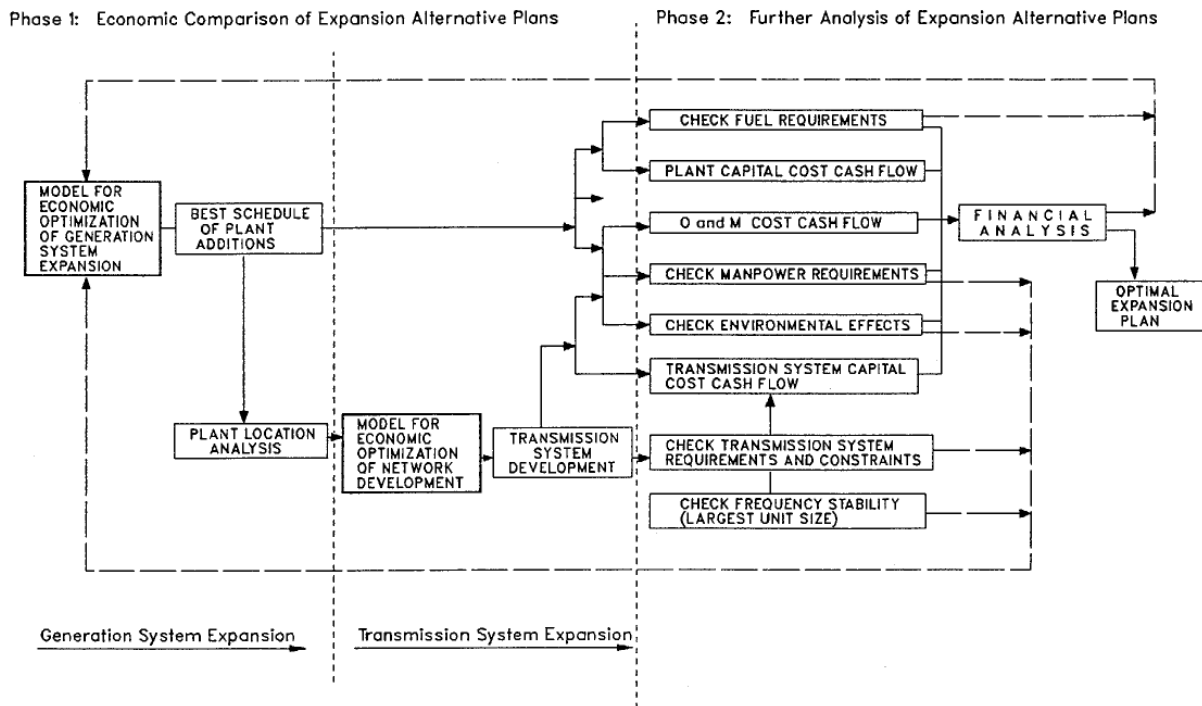 Phase 1: Economic Comparison of Expansion Alternative Plans
Phase 2: Further Analysis of Expansion Alternative Plans
MODEL FOR
ECONOMIC
OPTIMIZATION
OF GENERATION
SYSTEM
EXPANSION
BEST SCHEDULE
OF PLANT
ADDITIONS
PLANT LOCATION
ANALYSIS
MODEL FOR
ECONOMIC
OPTIMIZATION
OF NETWORK
DEVELOPMENT
TRANSMISSION
SYSTEM
DEVELOPMENT
CHECK FUEL REQUIREMENTS
PLANT CAPITAL COST CASH FLOW
O and M COST CASH FLOW
CHECK MANPOWER REQUIREMENTS
CHECK ENVIRONMENTAL EFFECTS
TRANSMISSION SYSTEM CAPITAL
COST CASH FLOW
CHECK TRANSMISSION SYSTEM
REQUIREMENTS AND CONSTRAINTS
CHECK FREQUENCY STABILITY
(LARGEST UNIT SIZE)
FINANCIAL
ANALYSIS
OPTIMAL
EXPANSION
PLAN
Generation System Expansion
Transmission System Expansion